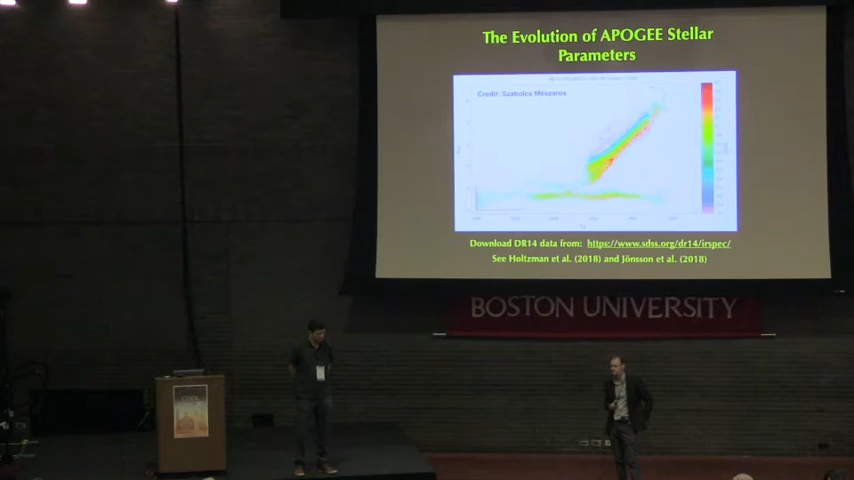 The Evolution of APOGEE Stellar
Parameters
Credit: Szabolcs Mészáros
Download DR14 data from: https://www.sdss.org/dr14/irspec/
See Holtzman et al. (2018) and Jönsson et al. (2018)
BOSTON UNIVERSITY
COOL